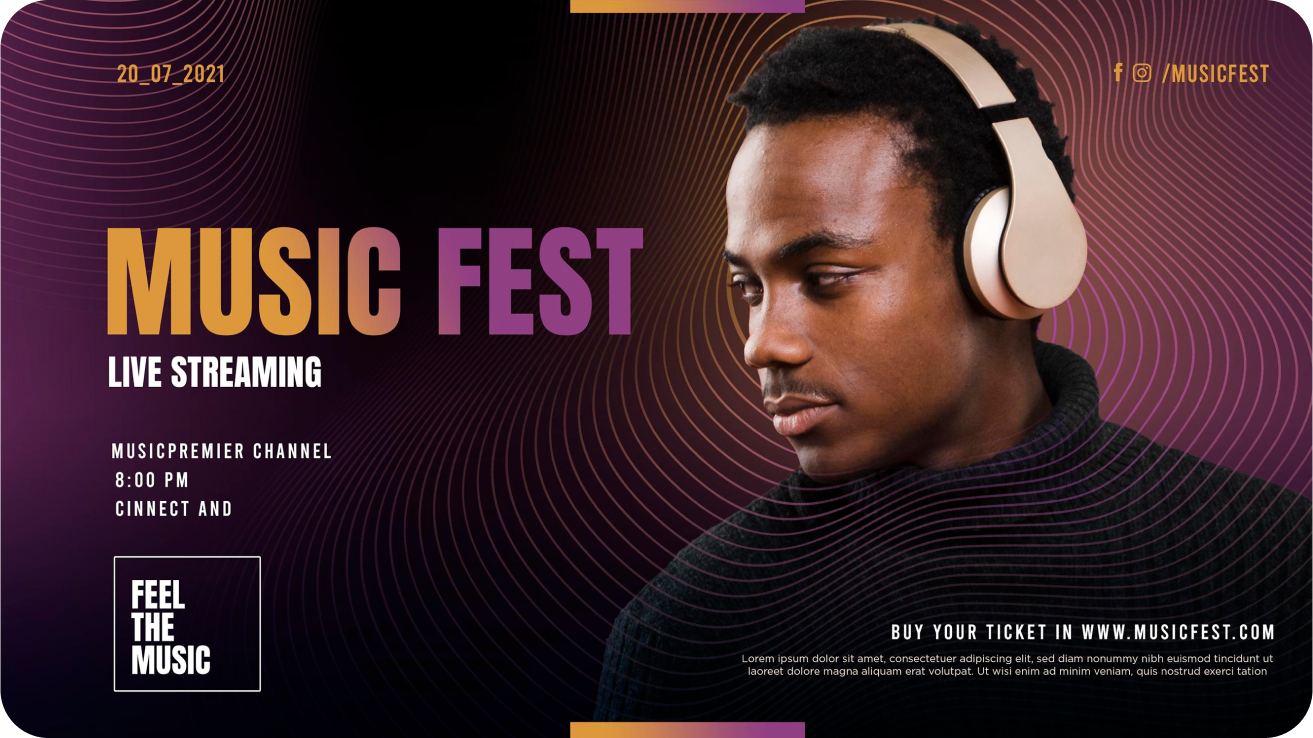 20_07_2021
/MUSICFEST
MUSIC FEST
LIVE STREAMING
MUSICPREMIER CHANNEL
8:00 PM
CINNECT AND
FEEL
THE
MUSIC
BUY YOUR TICKET IN WWW.MUSICFEST.COM
Lorem ipsum dolor sit amet, consectetuer adipiscing elit, sed diam nonummy nibh euismod tincidunt ut
laoreet dolore magna aliquam erat volutpat. Ut wisi enim ad minim veniam, quis nostrud exerci tation